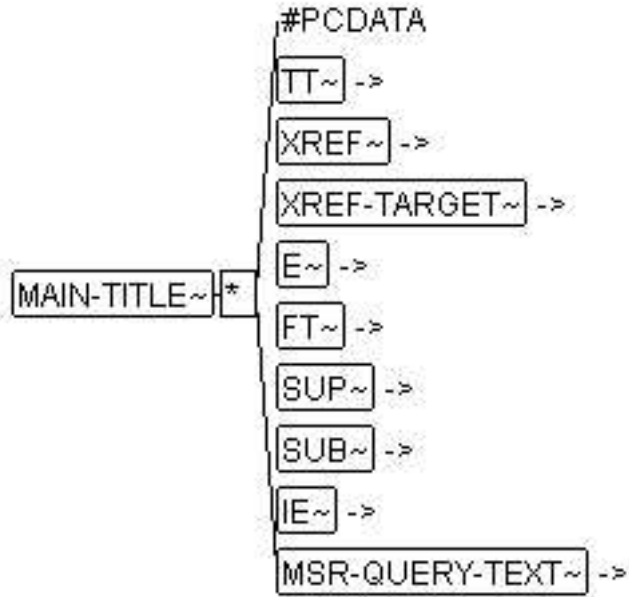 #PCDATA
TT~ ->
XREF~ ->
XREF-TARGET~ ->
E~ ->
MAIN-TITLE~ *
FT~ ->
SUP~ ->
SUB~ ->
IE~ ->
MSR-QUERY-TEXT~ ->